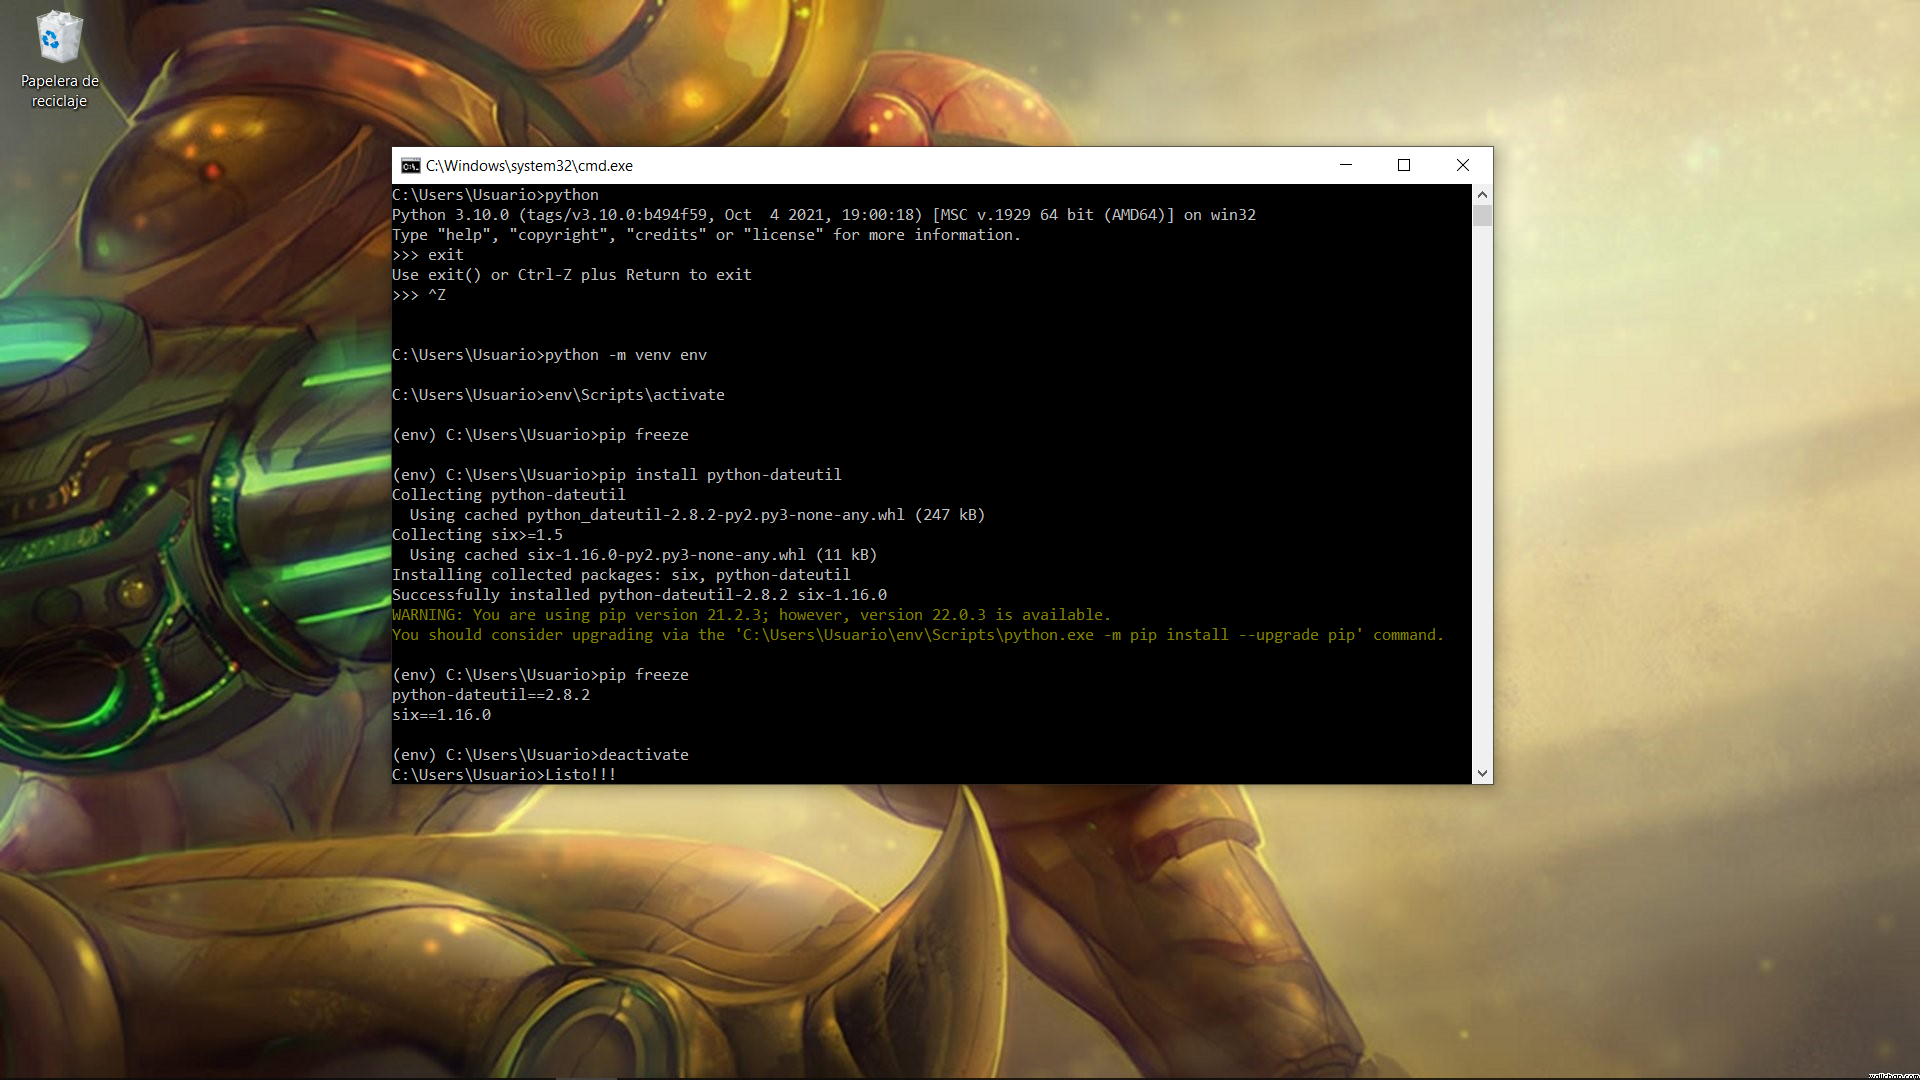 Papelera de
reciclaje
C:\Windows\system32\cmd.exe
C:\Users\Usuario>python
Python 3.10.0 (tags/v3.10.0:b494f59, Oct  4 2021, 19:00:18) [MSC v.1929 64 bit (AMD64)] on win32
Type "help", "copyright", "credits" or "license" for more information.
>>> exit
Use exit() or Ctrl-Z plus Return to exit
>>> ^Z
C:\Users\Usuario>python -m venv env
C:\Users\Usuario>env\Scripts\activate
(env) C:\Users\Usuario>pip freeze
(env) C:\Users\Usuario>pip install python-dateutil
Collecting python-dateutil
  Using cached python_dateutil-2.8.2-py2.py3-none-any.whl (247 kB)
Collecting six>=1.5
  Using cached six-1.16.0-py2.py3-none-any.whl (11 kB)
Installing collected packages: six, python-dateutil
Successfully installed python-dateutil-2.8.2 six-1.16.0
WARNING: You are using pip version 21.2.3; however, version 22.0.3 is available.
You should consider upgrading via the 'C:\Users\Usuario\env\Scripts\python.exe -m pip install --upgrade pip' command.
(env) C:\Users\Usuario>pip freeze
python-dateutil==2.8.2
six==1.16.0
(env) C:\Users\Usuario>deactivate
C:\Users\Usuario>Listo!!!